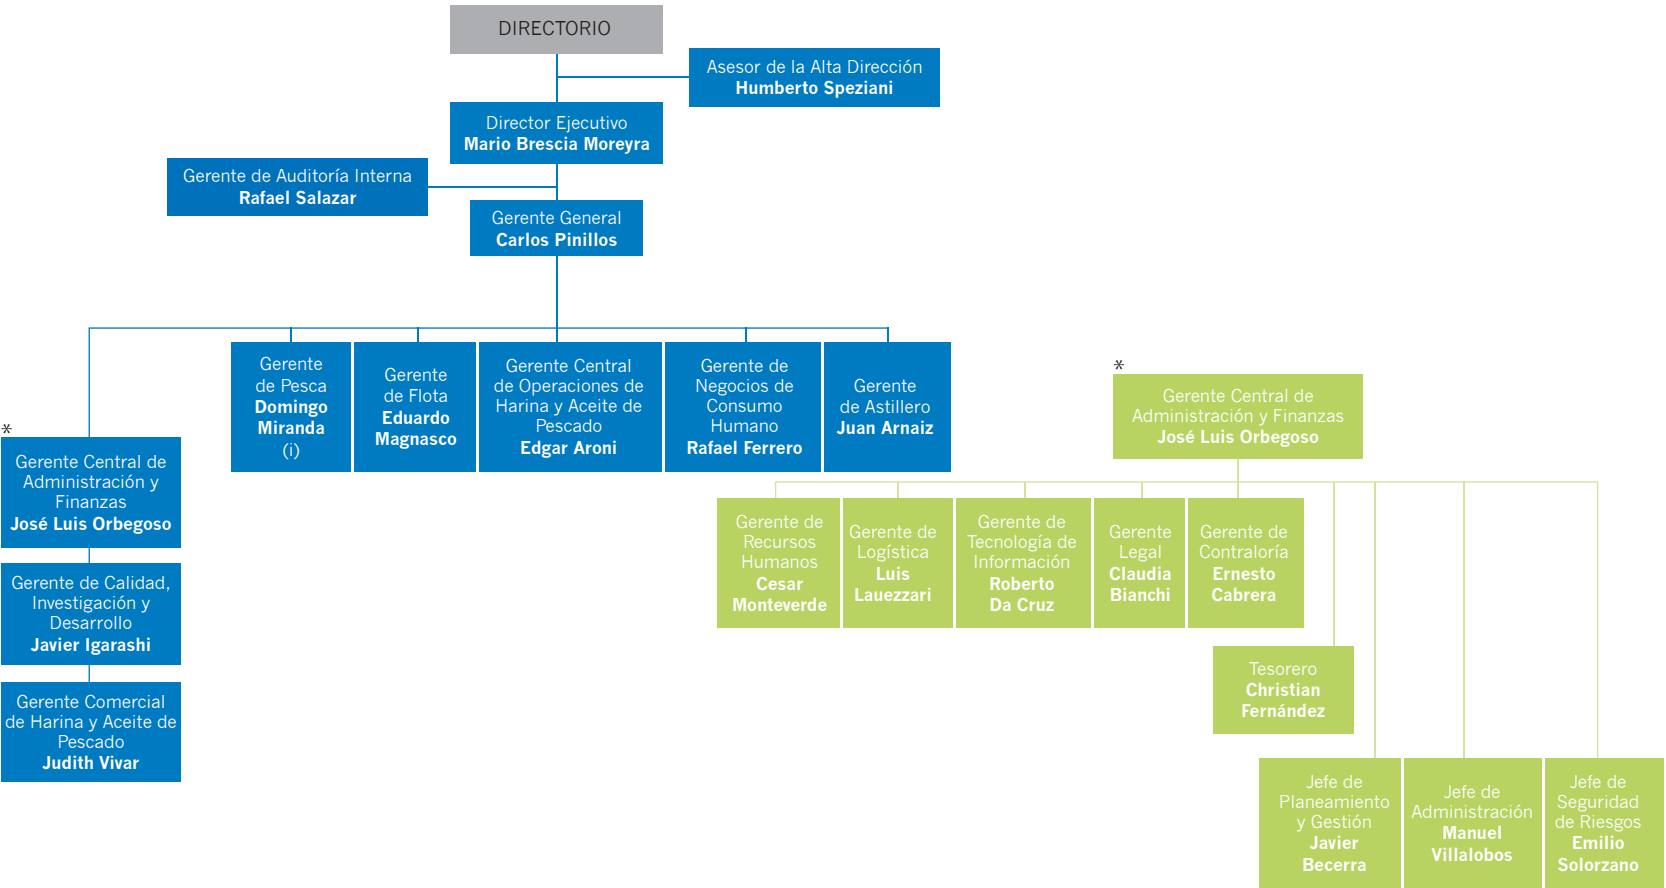 DIRECTORIO
Asesor de la Alta Dirección
Humberto Speziani
Director Ejecutivo
Mario Brescia Moreyra
Gerente de Auditoría Interna
Rafael Salazar
Gerente General
Carlos Pinillos
Gerente
de Pesca
Domingo
Miranda
(i)
Gerente
de Flota
Eduardo
Magnasco
Gerente Central
de Operaciones de
Harina y Aceite de
Pescado
Edgar Aroni
Gerente de
Negocios de
Consumo
Humano
Rafael Ferrero
Gerente
de Astillero
Juan Arnaiz
*
Gerente Central de
Administración y
Finanzas
José Luis Orbegoso
Gerente de Calidad,
Investigación y
Desarrollo
Javier Igarashi
Gerente Comercial
de Harina y Aceite de
Pescado
Judith Vivar
*
Gerente Central de
Administración y Finanzas
José Luis Orbegoso
Gerente de
Recursos
Humanos
Cesar
Monteverde
Gerente de
Logística
Luis
Lauezzari
Gerente de
Tecnología de
Información
Roberto
Da Cruz
Gerente
Legal
Claudia
Bianchi
Gerente de
Contraloría
Ernesto
Cabrera
Tesorero
Christian
Fernández
Jefe de
Planeamiento
y Gestión
Javier
Becerra
Jefe de
Administración
Manuel
Villalobos
Jefe de
Seguridad
de Riesgos
Emilio
Solorzano